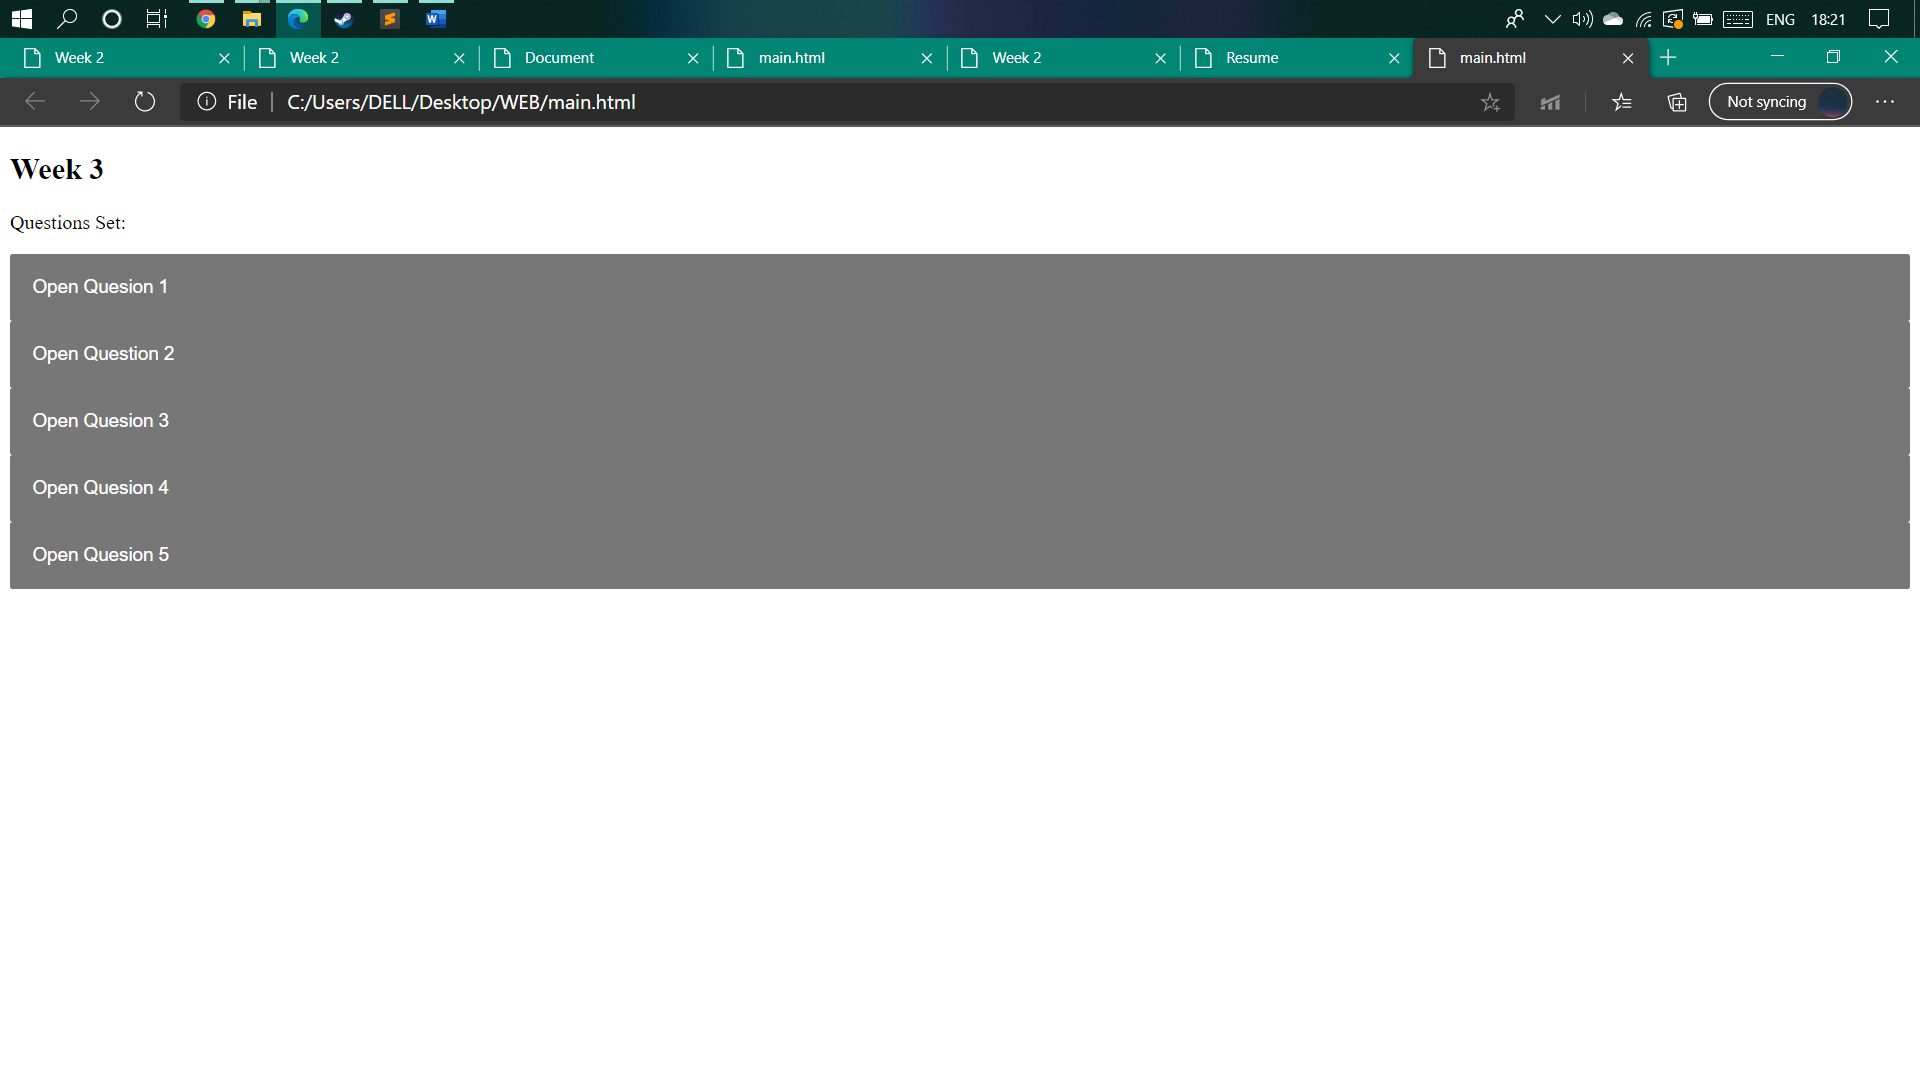 ENG 18:21
Week 2
Week 2
Document
main.html
Week 2
Resume
main.html
File | C:/Users/DELL/Desktop/WEB/main.html
Not syncing
Week 3
Questions Set:
Open Quesion 1
Open Question 2
Open Quesion 3
Open Quesion 4
Open Quesion 5